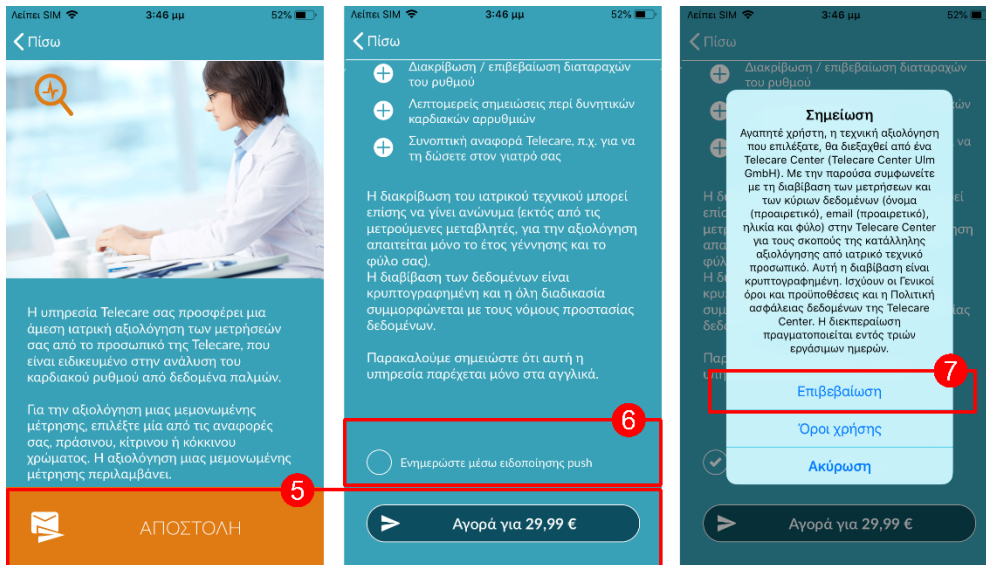 Λείπει SIM 3:46 μμ 52%
Πίσω
Η υπηρεσία Telecare σας προσφέρει μια
άμεση ιατρική αξιολόγηση των μετρήσεών
σας από το προσωπικό της Telecare, που
είναι ειδικευμένο στην ανάλυση του
καρδιακού ρυθμού από δεδομένα παλμών.
Για την αξιολόγηση μιας μεμονωμένης
μέτρησης, επιλέξτε μία από τις αναφορές
σας, πράσινου, κίτρινου ή κόκκινου
χρώματος. Η αξιολόγηση μιας μεμονωμένης
μέτρησης περιλαμβάνει.
5
ΑΠΟΣΤΟΛΗ
Λείπει SIM 3:46 μμ 52%
Πίσω
Διακρίβωση / επιβεβαίωση διαταραχών
του ρυθμού
Λεπτομερείς σημειώσεις περί δυνητικών
καρδιακών αρρυθμιών
Συνοπτική αναφορά Telecare, π.χ. για να
τη δώσετε στον γιατρό σας
Η διακρίβωση του ιατρικού τεχνικού μπορεί
επίσης να γίνει ανώνυμα (εκτός από τις
μετρούμενες μεταβλητές, για την αξιολόγηση
απαιτείται μόνο το έτος γέννησης και το
φύλο σας).
Η διαβίβαση των δεδομένων είναι
κρυπτογραφημένη και η όλη διαδικασία
συμμορφώνεται με τους νόμους προστασίας
δεδομένων.
Παρακαλούμε σημειώστε ότι αυτή η
υπηρεσία παρέχεται μόνο στα αγγλικά.
6
Ενημερώστε μέσω ειδοποίησης push
Αγορά για 29,99 €
Λείπει SIM 3:46 μμ 52%
Πίσω
Διακρίβωση / επιβεβαίωση διαταραχών
του ρυθμού
Σημείωση
Αγαπητέ χρήστη, η τεχνική αξιολόγηση
που επιλέξατε, θα διεξαχθεί από ένα
Telecare Center (Telecare Center Ulm
GmbH). Με την παρούσα συμφωνείτε
με τη διαβίβαση των μετρήσεων και
των κύριων δεδομένων (όνομα
(προαιρετικό), email (προαιρετικό),
ηλικία και φύλο) στην Telecare Center
για τους σκοπούς της κατάλληλης
αξιολόγησης από ιατρικό τεχνικό
προσωπικό. Αυτή η διαβίβαση είναι
κρυπτογραφημένη. Ισχύουν οι Γενικοί
όροι και προϋποθέσεις και η Πολιτική
ασφάλειας δεδομένων της Telecare
Center. Η διεκπεραίωση
πραγματοποιείται εντός τριών
εργάσιμων ημερών.
7
Επιβεβαίωση
Όροι χρήσης
Ακύρωση
Αγορά για 29,99 €